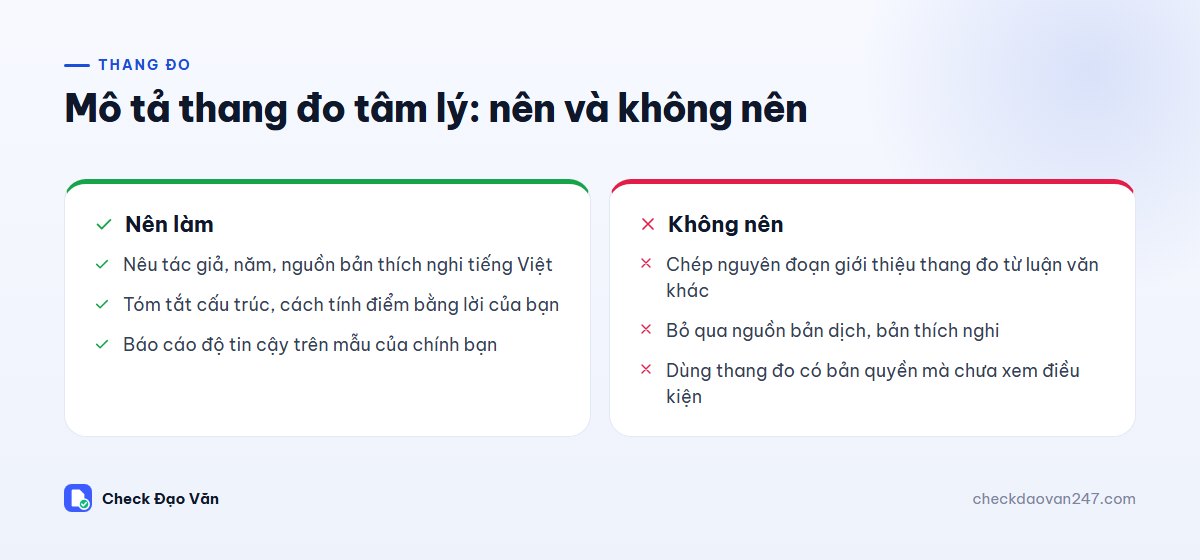 THANG ĐO
Mô tả thang đo tâm lý: nên và không nên
Nên làm
Nêu tác giả, năm, nguồn bản thích nghi tiếng Việt
Tóm tắt cấu trúc, cách tính điểm bằng lời của bạn
Báo cáo độ tin cậy trên mẫu của chính bạn
Không nên
Chép nguyên đoạn giới thiệu thang đo từ luận văn
khác
Bỏ qua nguồn bản dịch, bản thích nghi
Dùng thang đo có bản quyền mà chưa xem điều
kiện
Check Đạo Văn
checkdaovan247.com